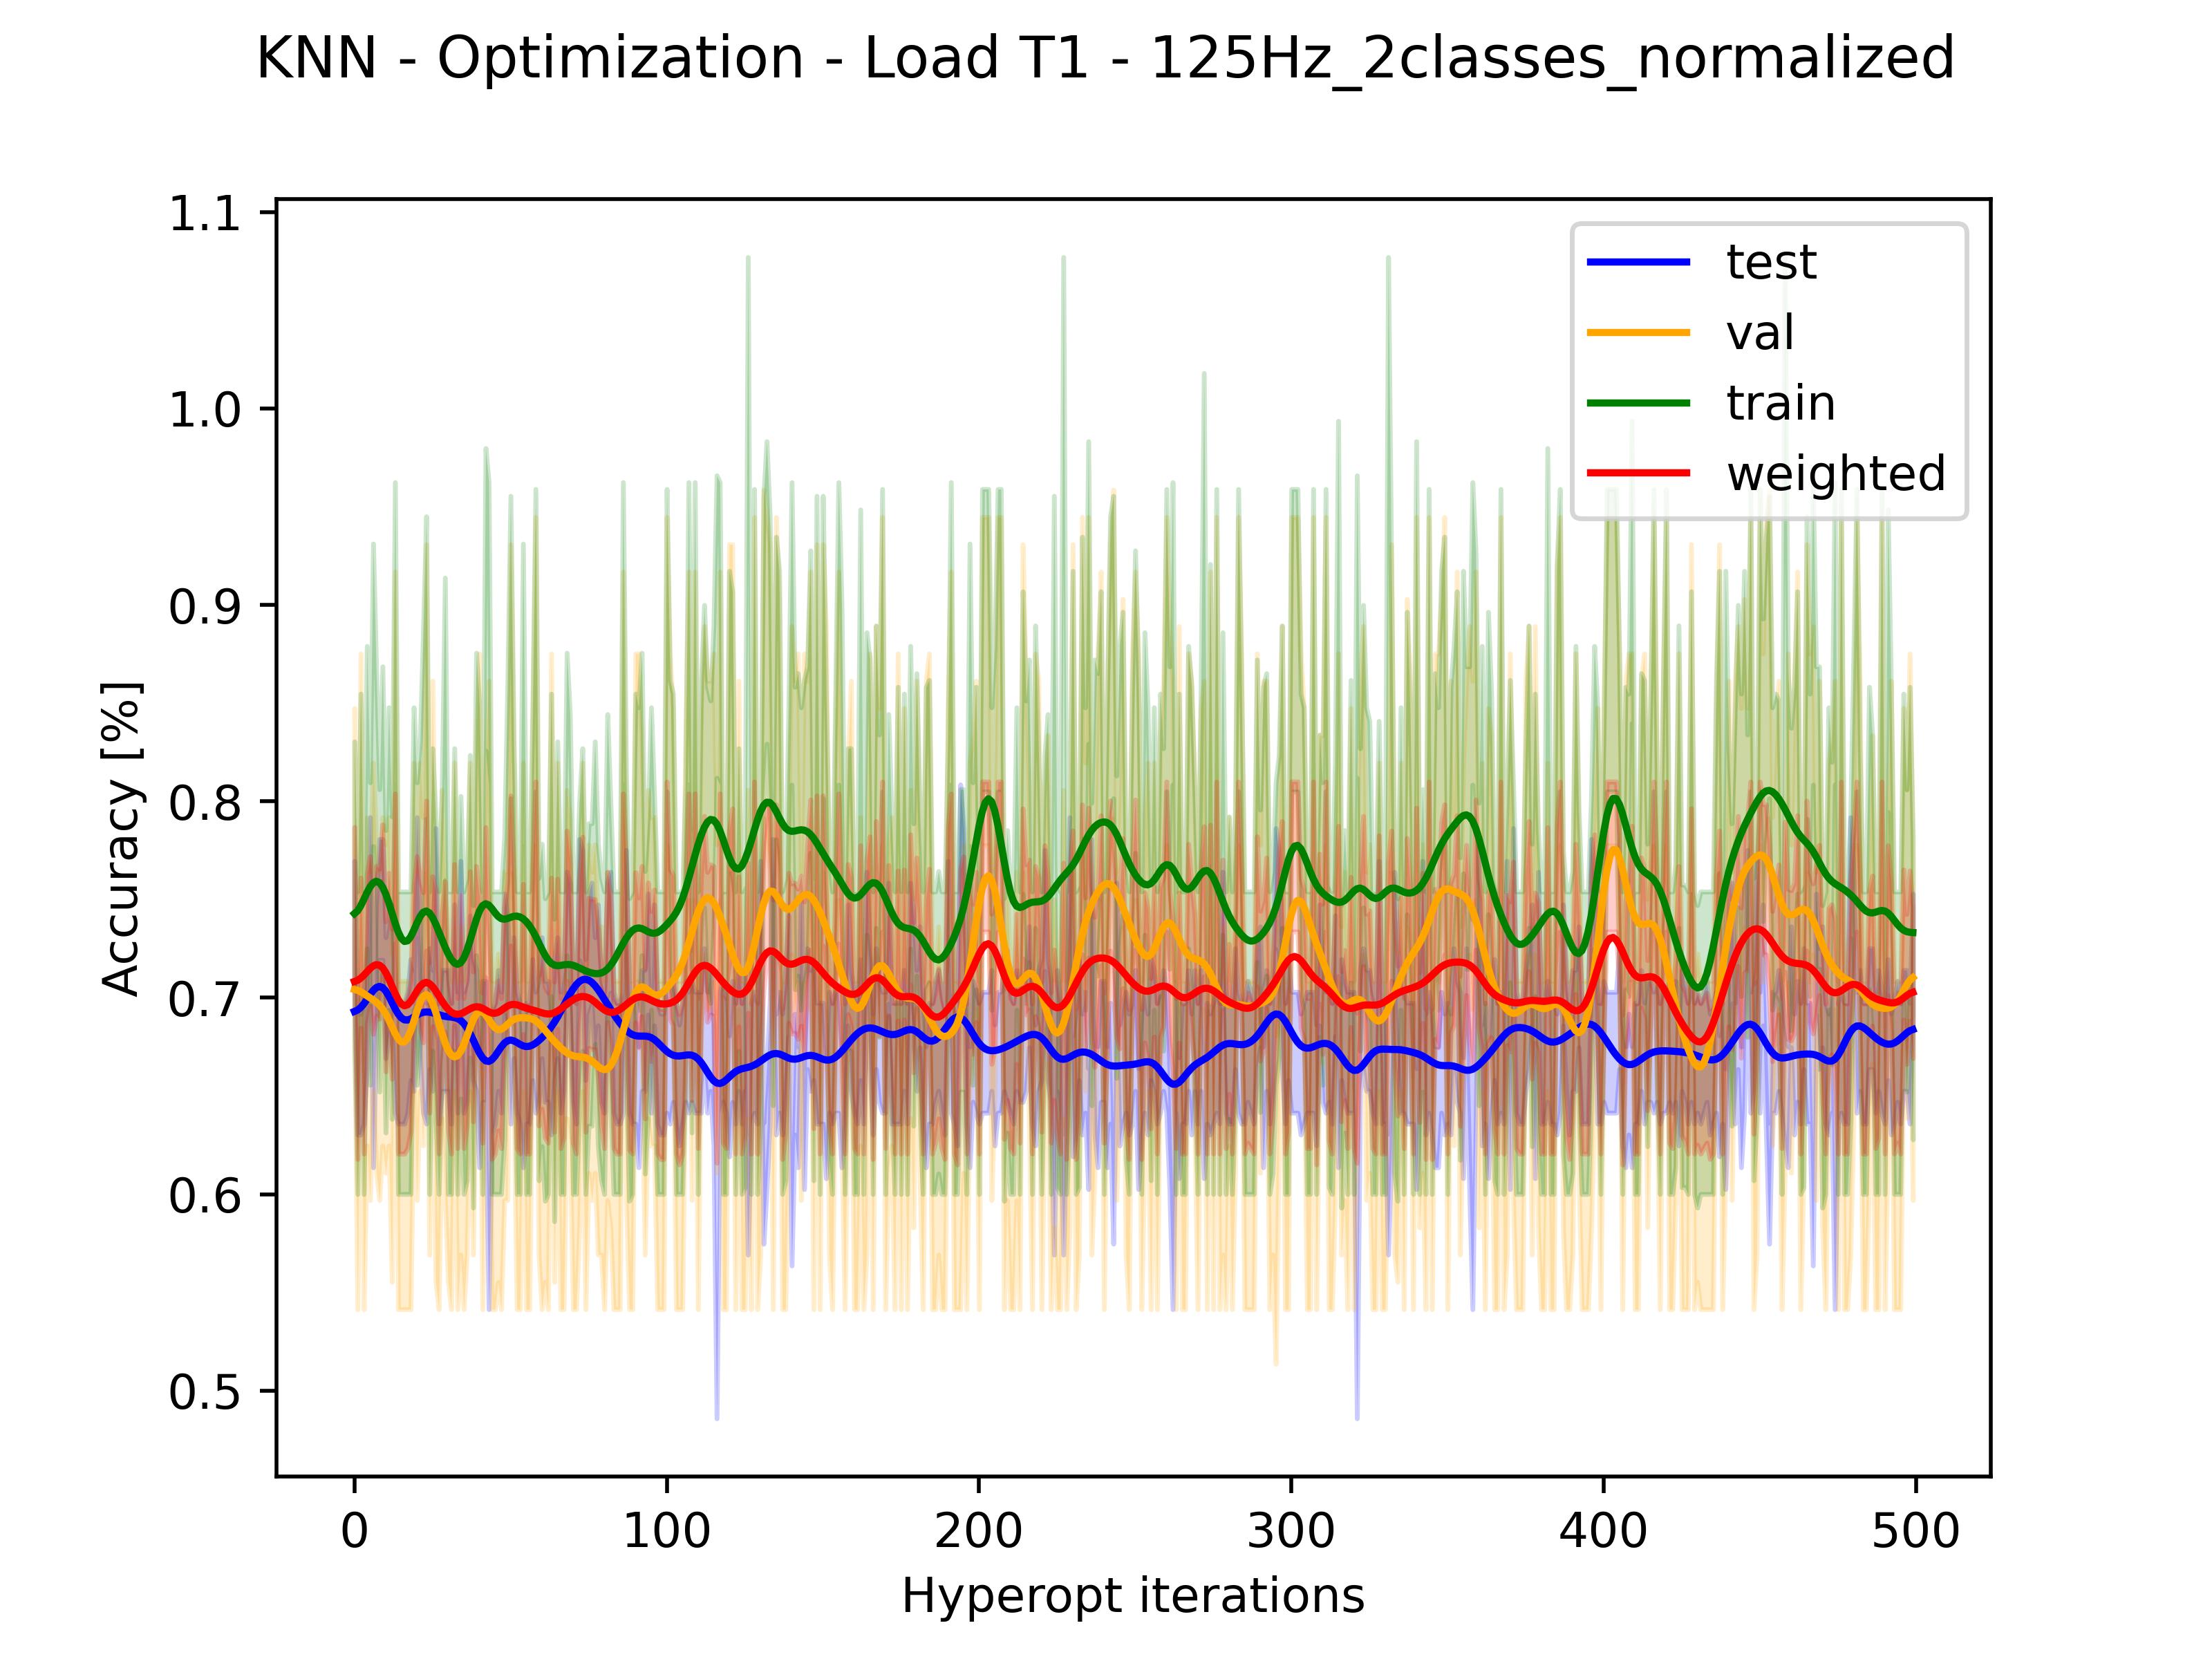 KNN - Optimization - Load T1 - 125Hz_2classes_normalized
1.1
1.0
0.9
0.8
0.7
0.6
0.5
Accuracy [%]
test
val
train
weighted
0 100 200 300 400 500
Hyperopt iterations